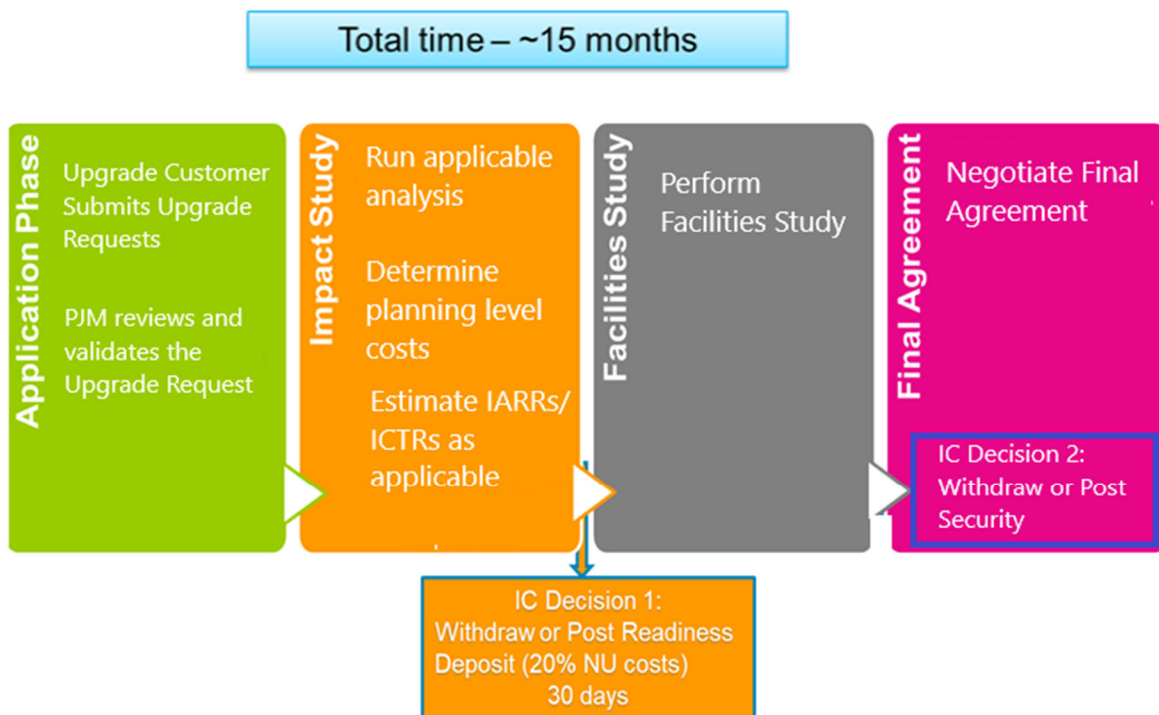 Total time – ~15 months
Application Phase
Upgrade Customer
Submits Upgrade
Requests
PJM reviews and
validates the
Upgrade Request
Impact Study
Run applicable
analysis
Determine
planning level
costs
Estimate IARRs/
ICTRs as
applicable
Facilities Study
Perform
Facilities Study
Final Agreement
Negotiate Final
Agreement
IC Decision 2:
Withdraw or Post
Security
IC Decision 1:
Withdraw or Post Readiness
Deposit (20% NU costs)
30 days